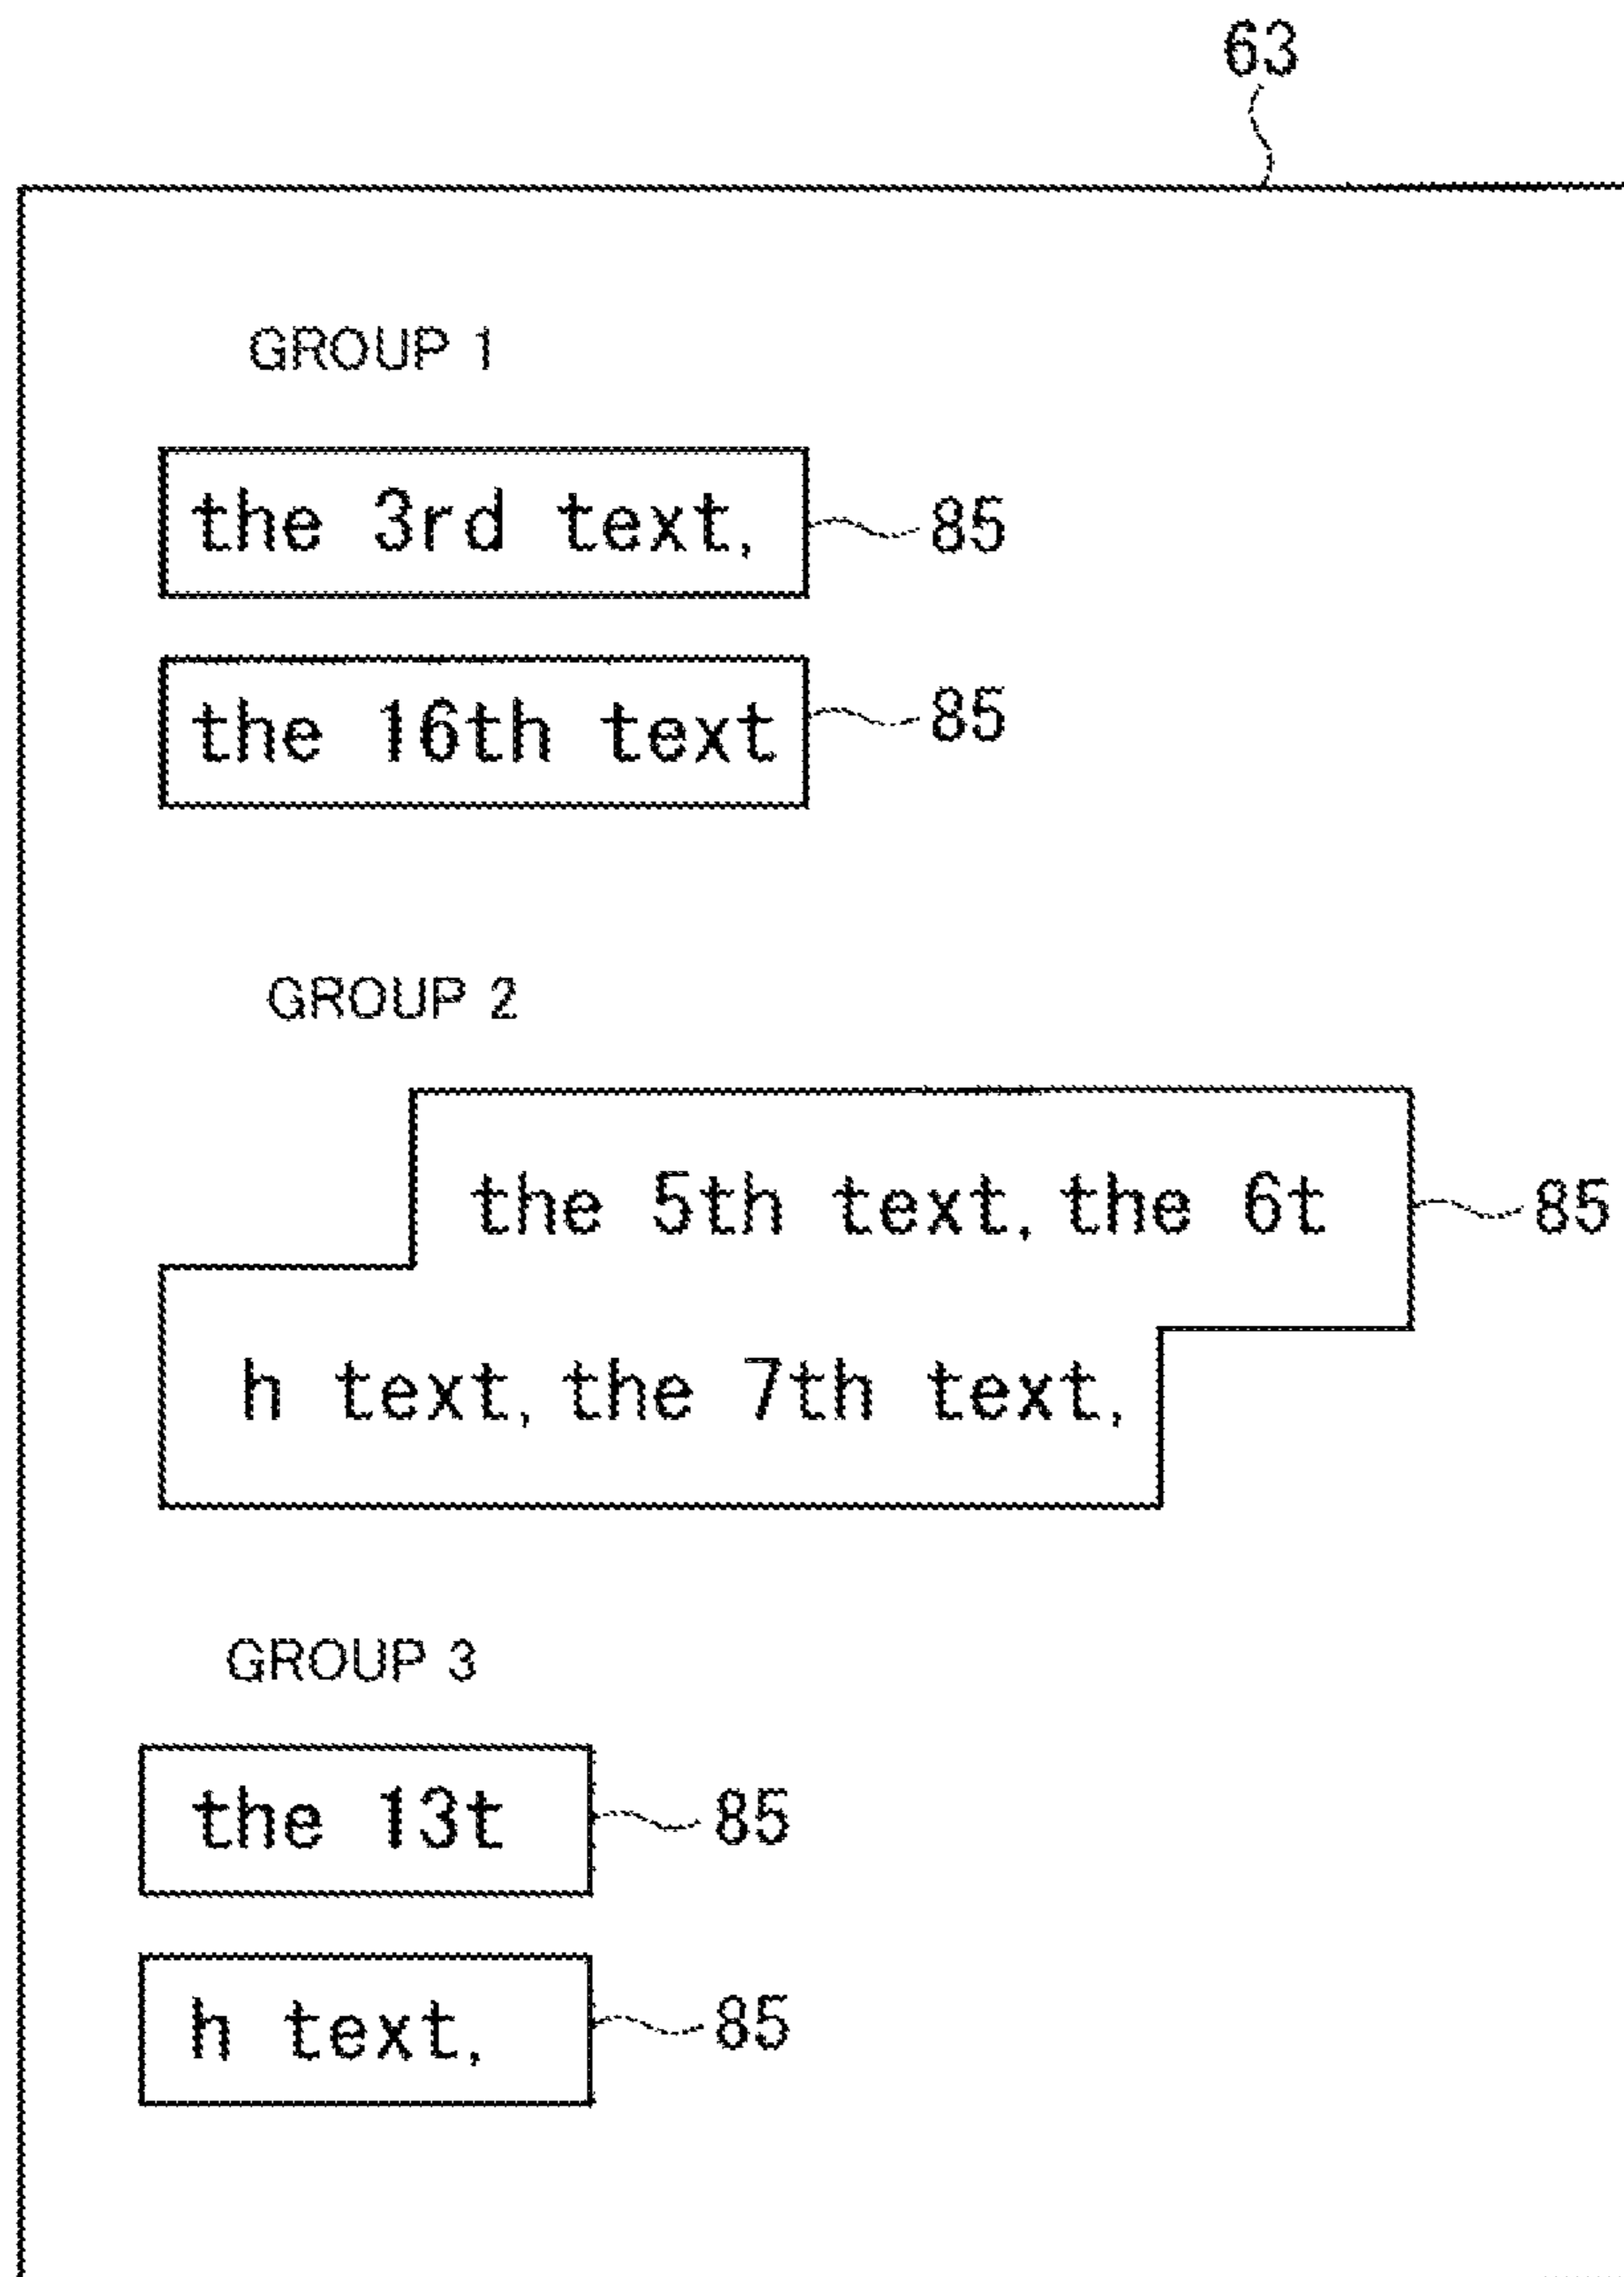 63
GROUP 1
the 3rd text, 85
the 16th text 85
GROUP 2
the 5th text, the 6t 85
h text, the 7th text,
GROUP 3
the 13t 85
h text, 85